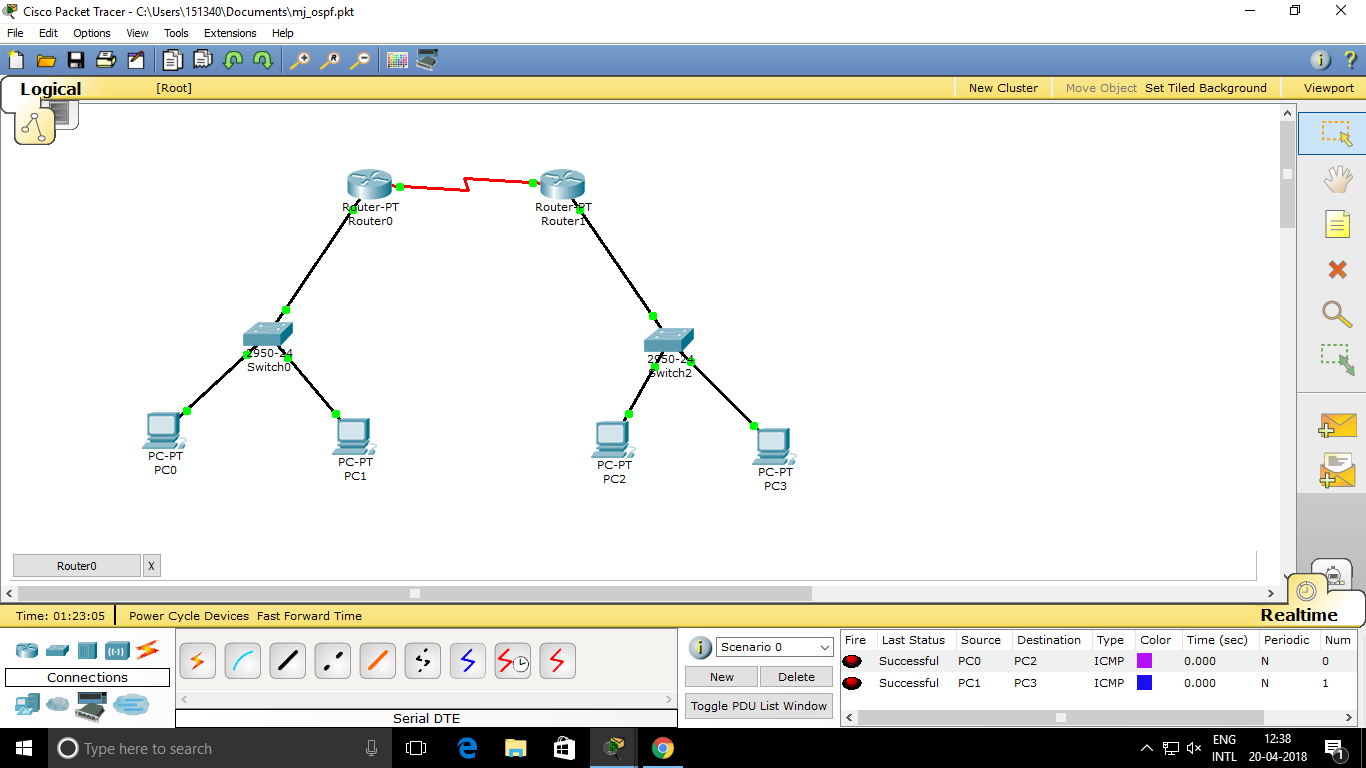 Cisco Packet Tracer - C:\Users\151340\Documents\mj_ospf.pkt
File Edit Options View Tools Extensions Help
Logical [Root] New Cluster Move Object Set Tiled Background Viewport
Router-PT
Router0
Router-PT
Router1
2950-24
Switch0
2950-24
Switch2
PC-PT
PC0
PC-PT
PC1
PC-PT
PC2
PC-PT
PC3
Router0 X
Time: 01:23:05 Power Cycle Devices Fast Forward Time Realtime
Connections
Serial DTE
Scenario 0
New Delete
Toggle PDU List Window
Fire Last Status Source Destination Type Color Time (sec) Periodic Num
Successful PC0 PC2 ICMP 0.000 N 0
Successful PC1 PC3 ICMP 0.000 N 1
Type here to search
ENG
INTL
12:38
20-04-2018
1